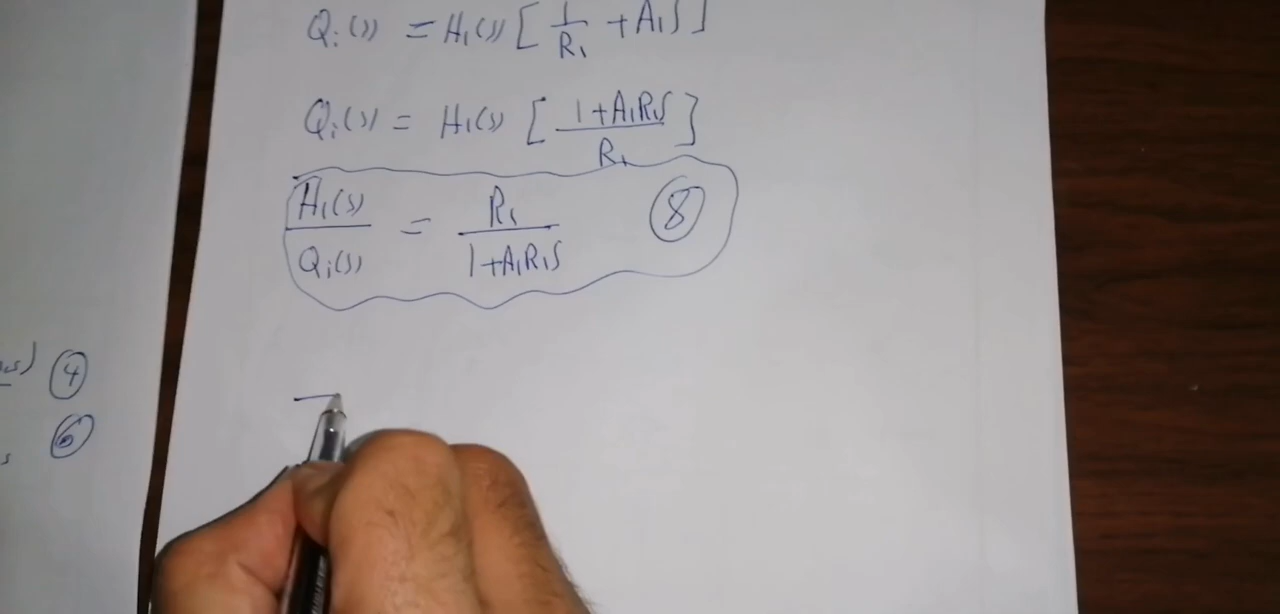 Qi(s) = H1(s) [ 1/R1 + A1S ]
Qi(s) = H1(s) [ 1+A1R1S / R1 ]
H1(s) / Qi(s) = R1 / 1+A1R1S 8
4
6
s